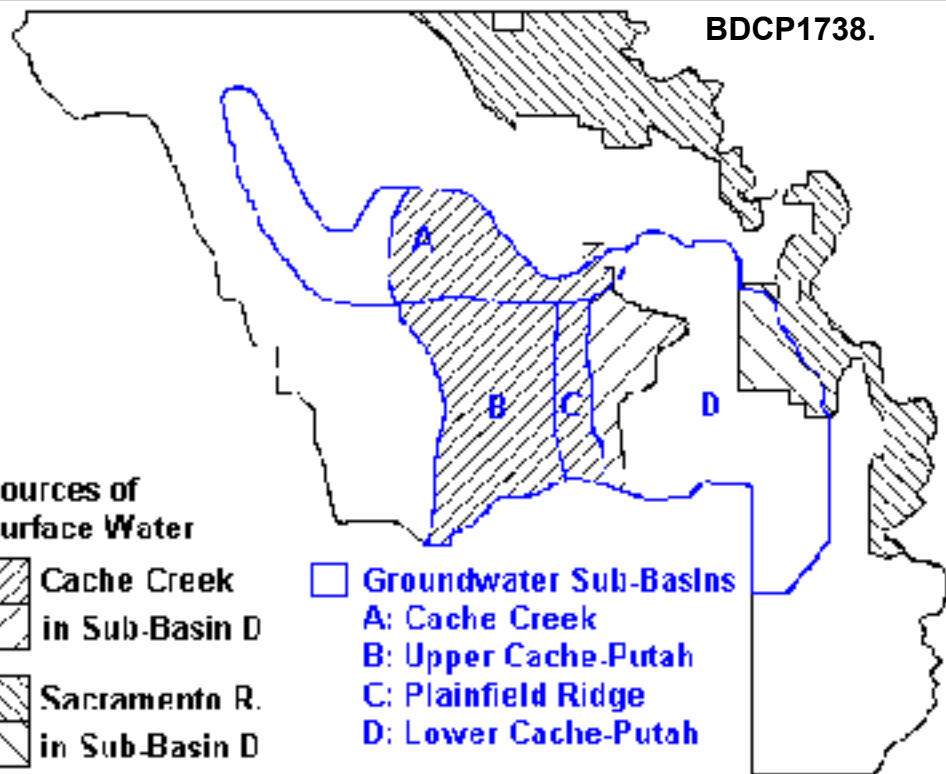 BDCP1738.
A
B
C
D
ources of
urface Water
Cache Creek
in Sub-Basin D
Sacramento R.
in Sub-Basin D
Groundwater Sub-Basins
A: Cache Creek
B: Upper Cache-Putah
C: Plainfield Ridge
D: Lower Cache-Putah